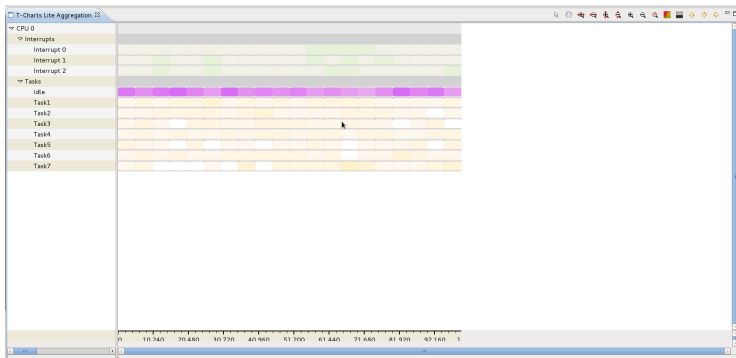 T-Charts Lite Aggregation
CPU 0
Interrupts
Interrupt 0
Interrupt 1
Interrupt 2
Tasks
Idle
Task1
Task2
Task3
Task4
Task5
Task6
Task7
0 10 240 20 480 30 720 40 960 51 200 61 440 71 680 81 920 92 160 1